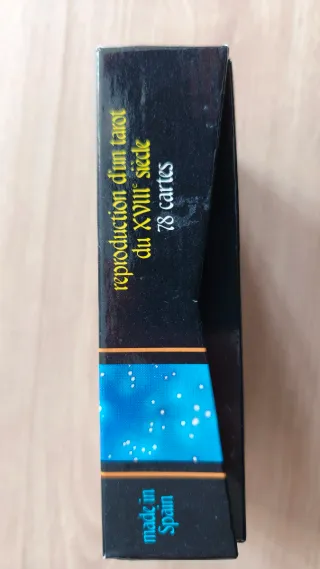 reproduction d'un tarot
du XVIIIe siècle
78 cartes
made in
Spain